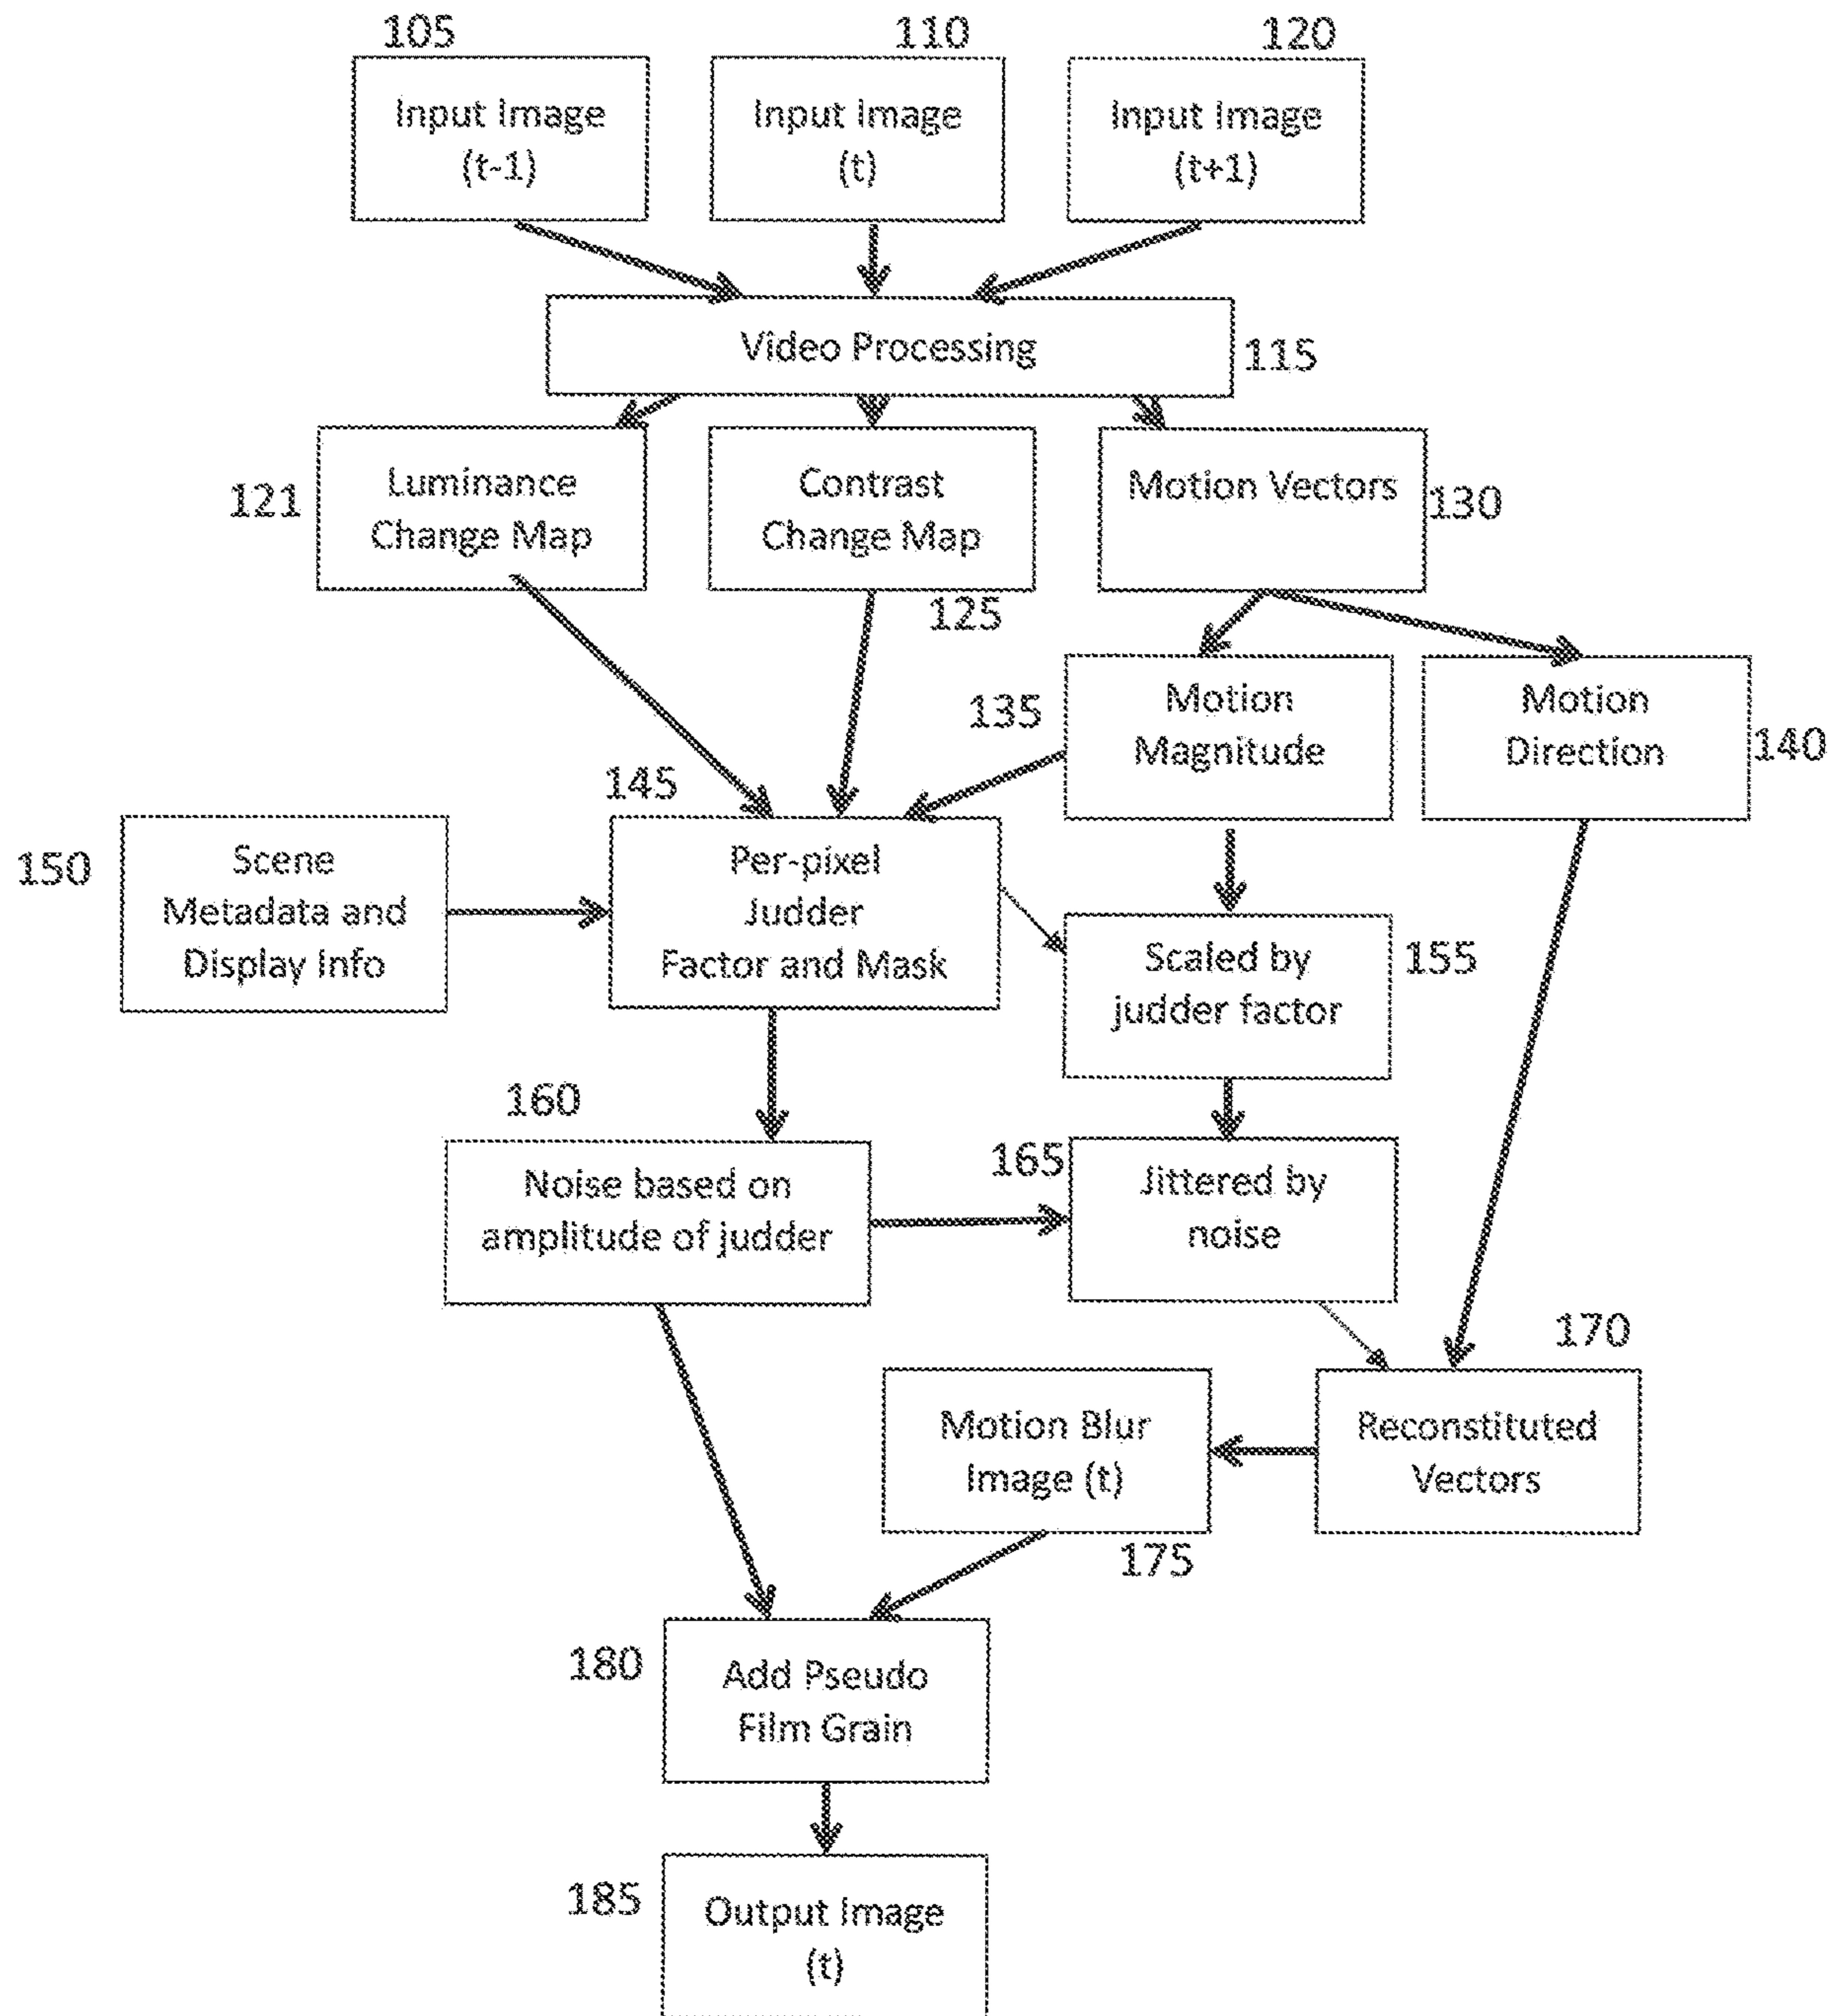 105
110
120
Input Image
(t-1)
Input Image
(t)
Input Image
(t+1)
Video Processing
115
121
Luminance
Change Map
Contrast
Change Map
125
Motion Vectors
130
135
Motion
Magnitude
Motion
Direction
140
145
150
Scene
Metadata and
Display Info
Per-pixel
Judder
Factor and Mask
Scaled by
judder factor
155
160
Noise based on
amplitude of judder
165
Jittered by
noise
170
Motion Blur
Image (t)
175
Reconstituted
Vectors
180
Add Pseudo
Film Grain
185
Output Image
(t)